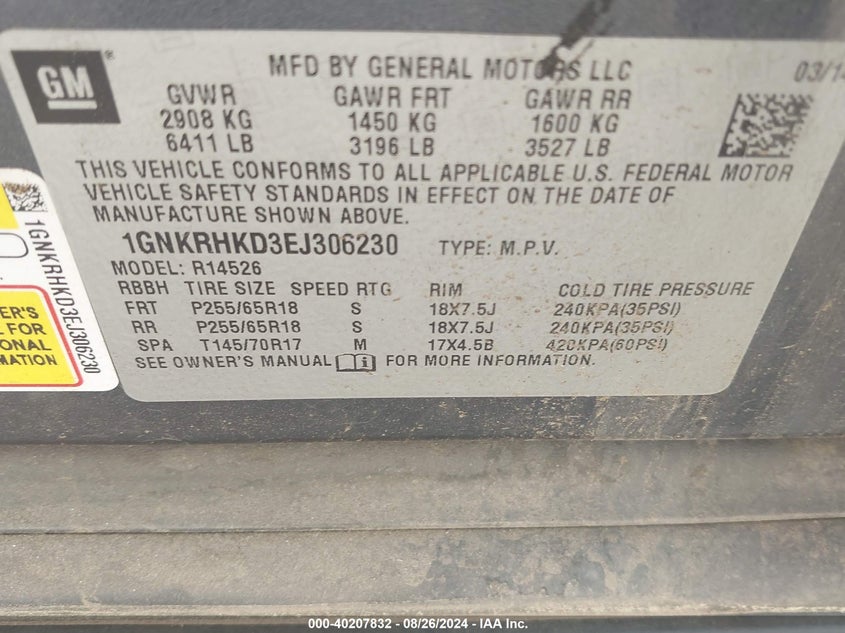 GM®
MFD BY GENERAL MOTORS LLC 03/14
GVWR GAWR FRT GAWR RR
2908 KG 1450 KG 1600 KG
6411 LB 3196 LB 3527 LB
THIS VEHICLE CONFORMS TO ALL APPLICABLE U.S. FEDERAL MOTOR
VEHICLE SAFETY STANDARDS IN EFFECT ON THE DATE OF
MANUFACTURE SHOWN ABOVE.
1GNKRHKD3EJ306230 TYPE: M.P.V.
MODEL: R14526
RBBH TIRE SIZE SPEED RTG RIM COLD TIRE PRESSURE
FRT P255/65R18 S 18X7.5J 240KPA(35PSI)
RR P255/65R18 S 18X7.5J 240KPA(35PSI)
SPA T145/70R17 M 17X4.5B 420KPA(60PSI)
SEE OWNER'S MANUAL FOR MORE INFORMATION.
1GNKRHKD3EJ306230
ER'S
L FOR
ONAL
MATION
000-40207832 - 08/26/2024 - IAA Inc.